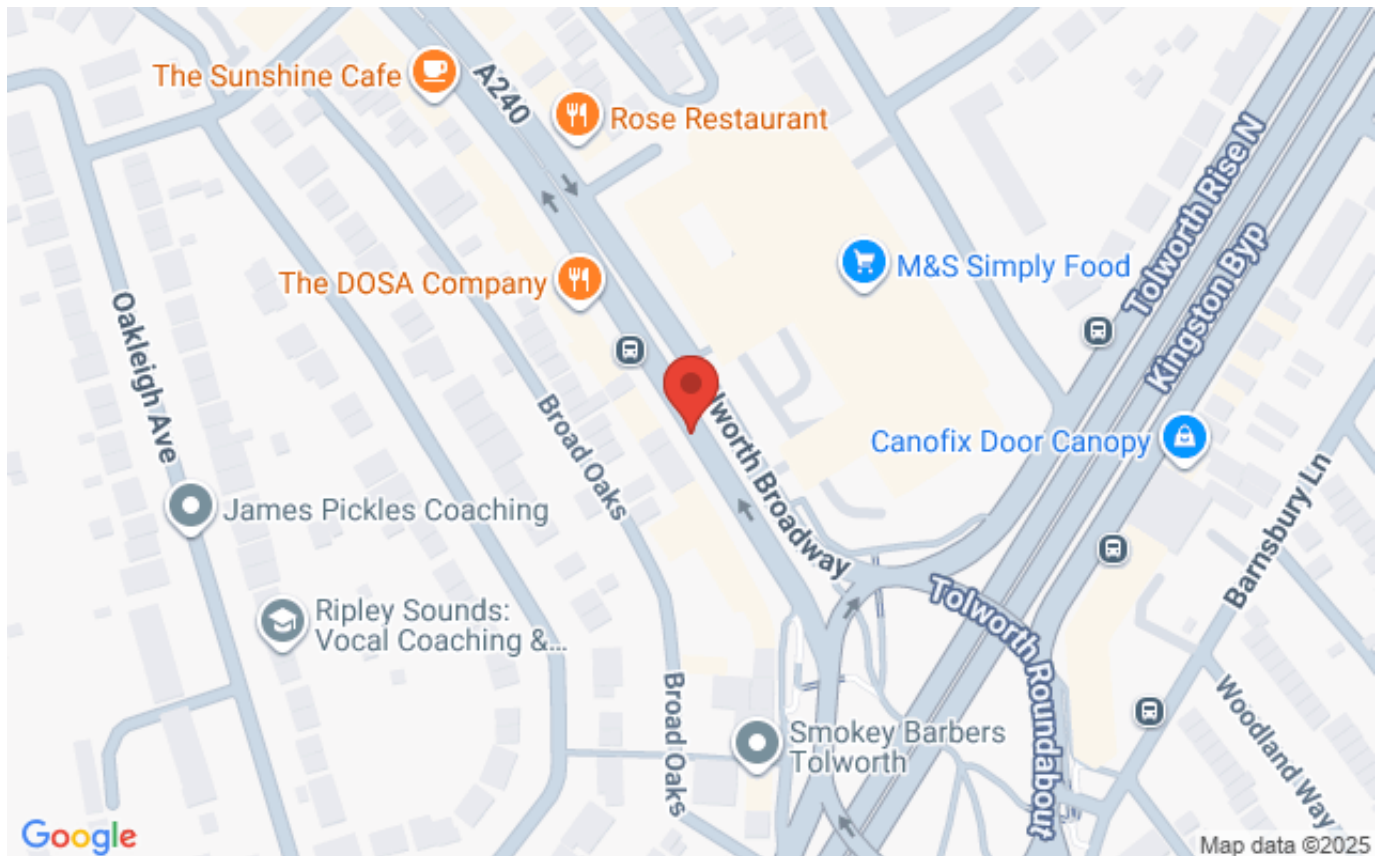 The Sunshine Cafe
A240
Rose Restaurant
Tolworth Rise N
M&S Simply Food
The DOSA Company
Kingston Byp
Oakleigh Ave
lworth Broadway
Broad Oaks
Canofix Door Canopy
Barnsbury Ln
James Pickles Coaching
Ripley Sounds:
Vocal Coaching &...
Tolworth Roundabout
Broad Oaks
Smokey Barbers
Tolworth
Woodland Way
Google
Map data ©2025